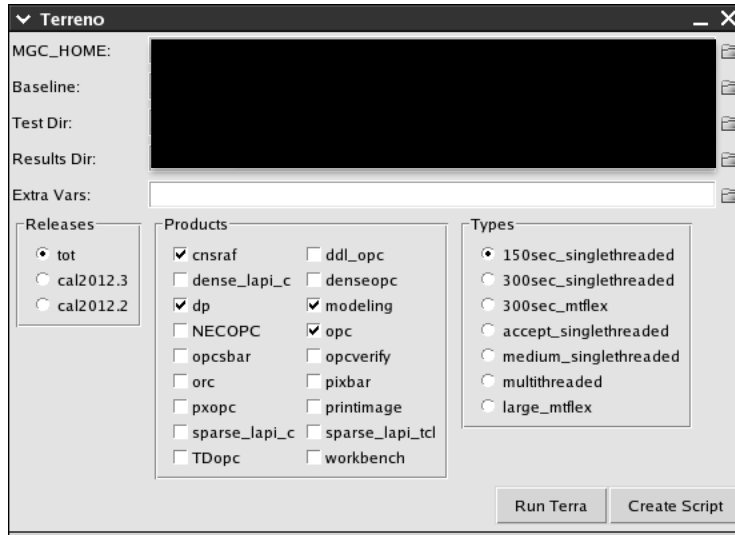 Terreno
MGC_HOME:
Baseline:
Test Dir:
Results Dir:
Extra Vars:
Releases
tot
cal2012.3
cal2012.2
Products
cnsraf ddl_opc
dense_lapi_c denseopc
dp modeling
NECOPC opc
opcsbar opcverify
orc pixbar
pxopc printimage
sparse_lapi_c sparse_lapi_tcl
TDopc workbench
Types
150sec_singlethreaded
300sec_singlethreaded
300sec_mtflex
accept_singlethreaded
medium_singlethreaded
multithreaded
large_mtflex
Run Terra Create Script